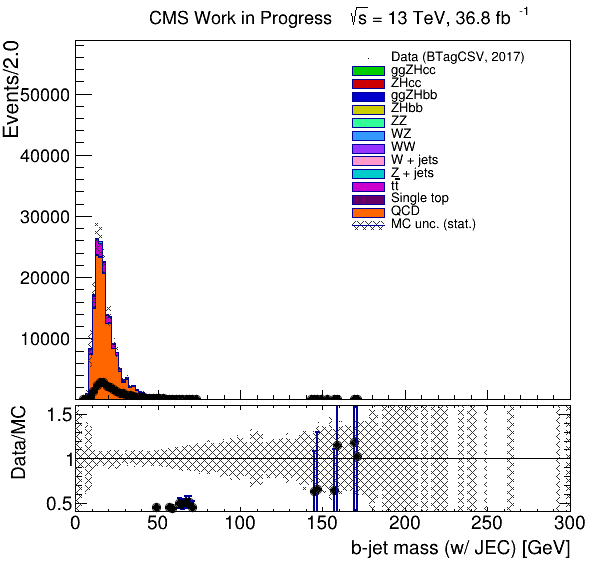 CMS Work in Progress √s = 13 TeV, 36.8 fb -1
Events/2.0
50000
40000
30000
20000
10000
Data (BTagCSV, 2017)
ggZHcc
ZHcc
ggZHbb
ZHbb
ZZ
WZ
WW
W + jets
Z + jets
tt̅
Single top
QCD
MC unc. (stat.)
Data/MC
1.5
1
0.5
0 50 100 150 200 250 300
b-jet mass (w/ JEC) [GeV]